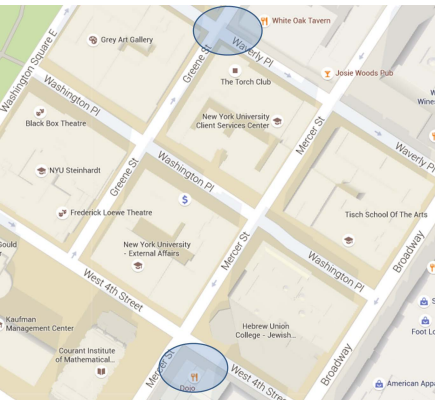 White Oak Tavern
Grey Art Gallery
Washington Square E
Greene St
Waverly Pl
Josie Woods Pub
The Torch Club
Washington Pl
W
Wine
New York University
Client Services Center
Mercer St
Black Box Theatre
Waverly Pl
Washington Pl
NYU Steinhardt
Greene St
$
Frederick Loewe Theatre
Tisch School Of The Arts
New York University
- External Affairs
Mercer St
Broadway
Gould
r
Washington Pl
West 4th Street
S
Kaufman
Management Center
Hebrew Union
College - Jewish...
Foot Lo
Courant Institute
of Mathematical...
Mercer St
Broadway
West 4th St
Dojo
American Appa